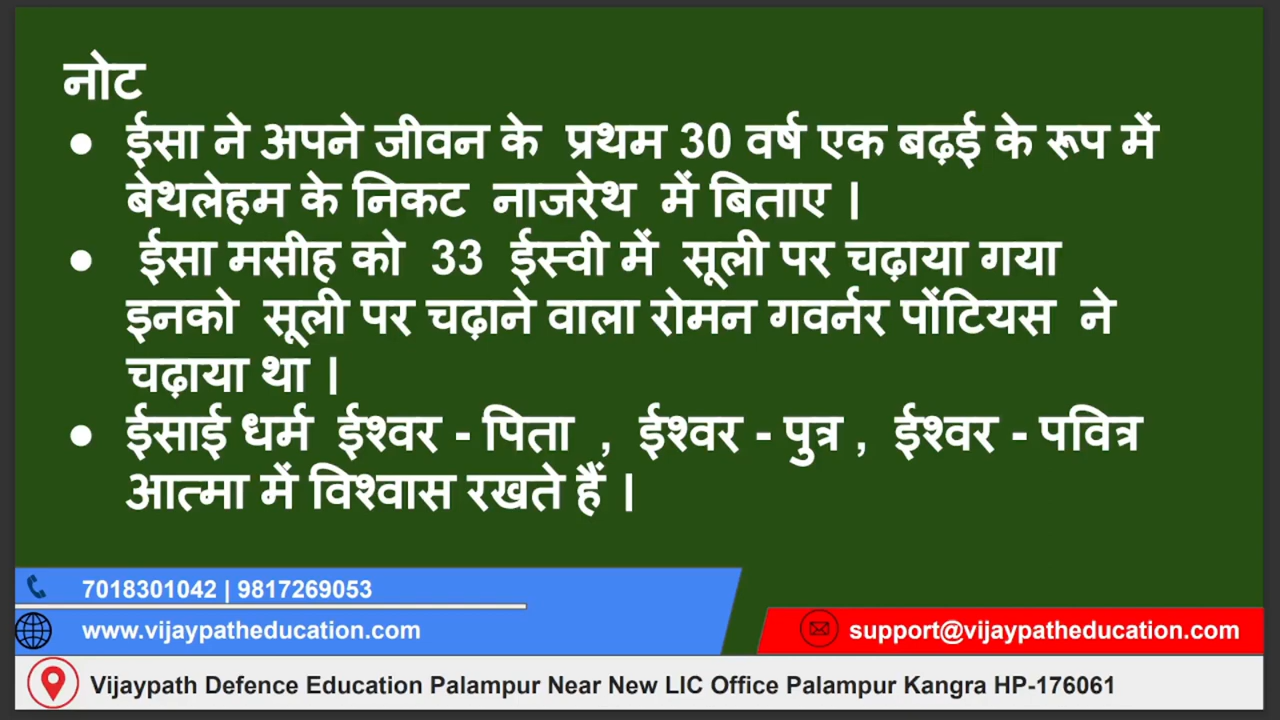 नोट
● ईसा ने अपने जीवन के प्रथम 30 वर्ष एक बढ़ई के रूप में
बेथलेहम के निकट नाजरेथ में बिताए ।
● ईसा मसीह को 33 ईस्वी में सूली पर चढ़ाया गया
इनको सूली पर चढ़ाने वाला रोमन गवर्नर पोंटियस ने
चढ़ाया था ।
● ईसाई धर्म ईश्वर - पिता , ईश्वर - पुत्र , ईश्वर - पवित्र
आत्मा में विश्वास रखते हैं ।
7018301042 | 9817269053
www.vijaypatheducation.com
support@vijaypatheducation.com
Vijaypath Defence Education Palampur Near New LIC Office Palampur Kangra HP-176061